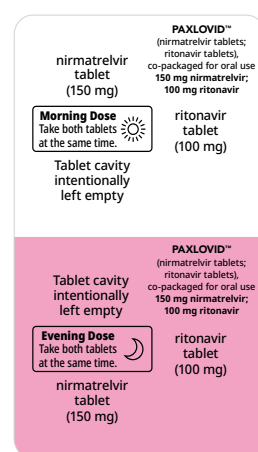 nirmatrelvir
tablet
(150 mg)
PAXLOVID™
(nirmatrelvir tablets;
ritonavir tablets),
co-packaged for oral use
150 mg nirmatrelvir;
100 mg ritonavir
Morning Dose
Take both tablets
at the same time.
ritonavir
tablet
(100 mg)
Tablet cavity
intentionally
left empty
Tablet cavity
intentionally
left empty
PAXLOVID™
(nirmatrelvir tablets;
ritonavir tablets),
co-packaged for oral use
150 mg nirmatrelvir;
100 mg ritonavir
Evening Dose
Take both tablets
at the same time.
ritonavir
tablet
(100 mg)
nirmatrelvir
tablet
(150 mg)